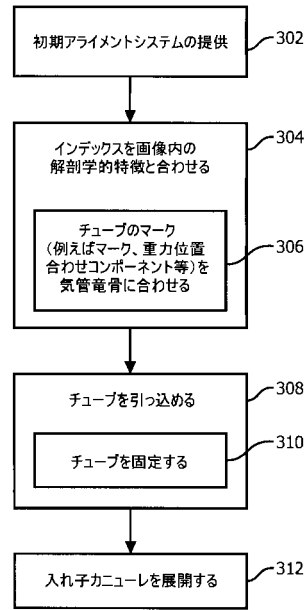 初期アライメントシステムの提供
302
インデックスを画像内の
解剖学的特徴と合わせる
304
チューブのマーク
(例えばマーク、重力位置
合わせコンポーネント等)を
気管竜骨に合わせる
306
チューブを引っ込める
308
チューブを固定する
310
入れ子カニューレを展開する
312